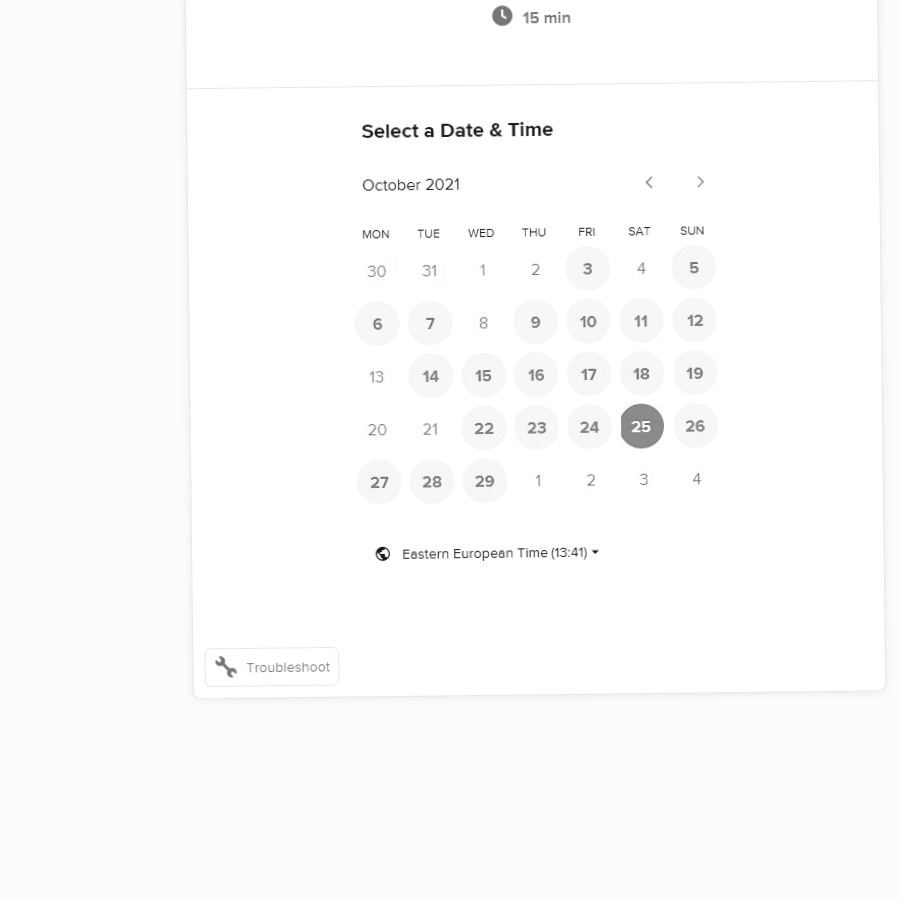 15 min
Select a Date & Time
October 2021
MON TUE WED THU FRI SAT SUN
30 31 1 2 3 4 5
6 7 8 9 10 11 12
13 14 15 16 17 18 19
20 21 22 23 24 25 26
27 28 29 1 2 3 4
Eastern European Time (13:41)
Troubleshoot